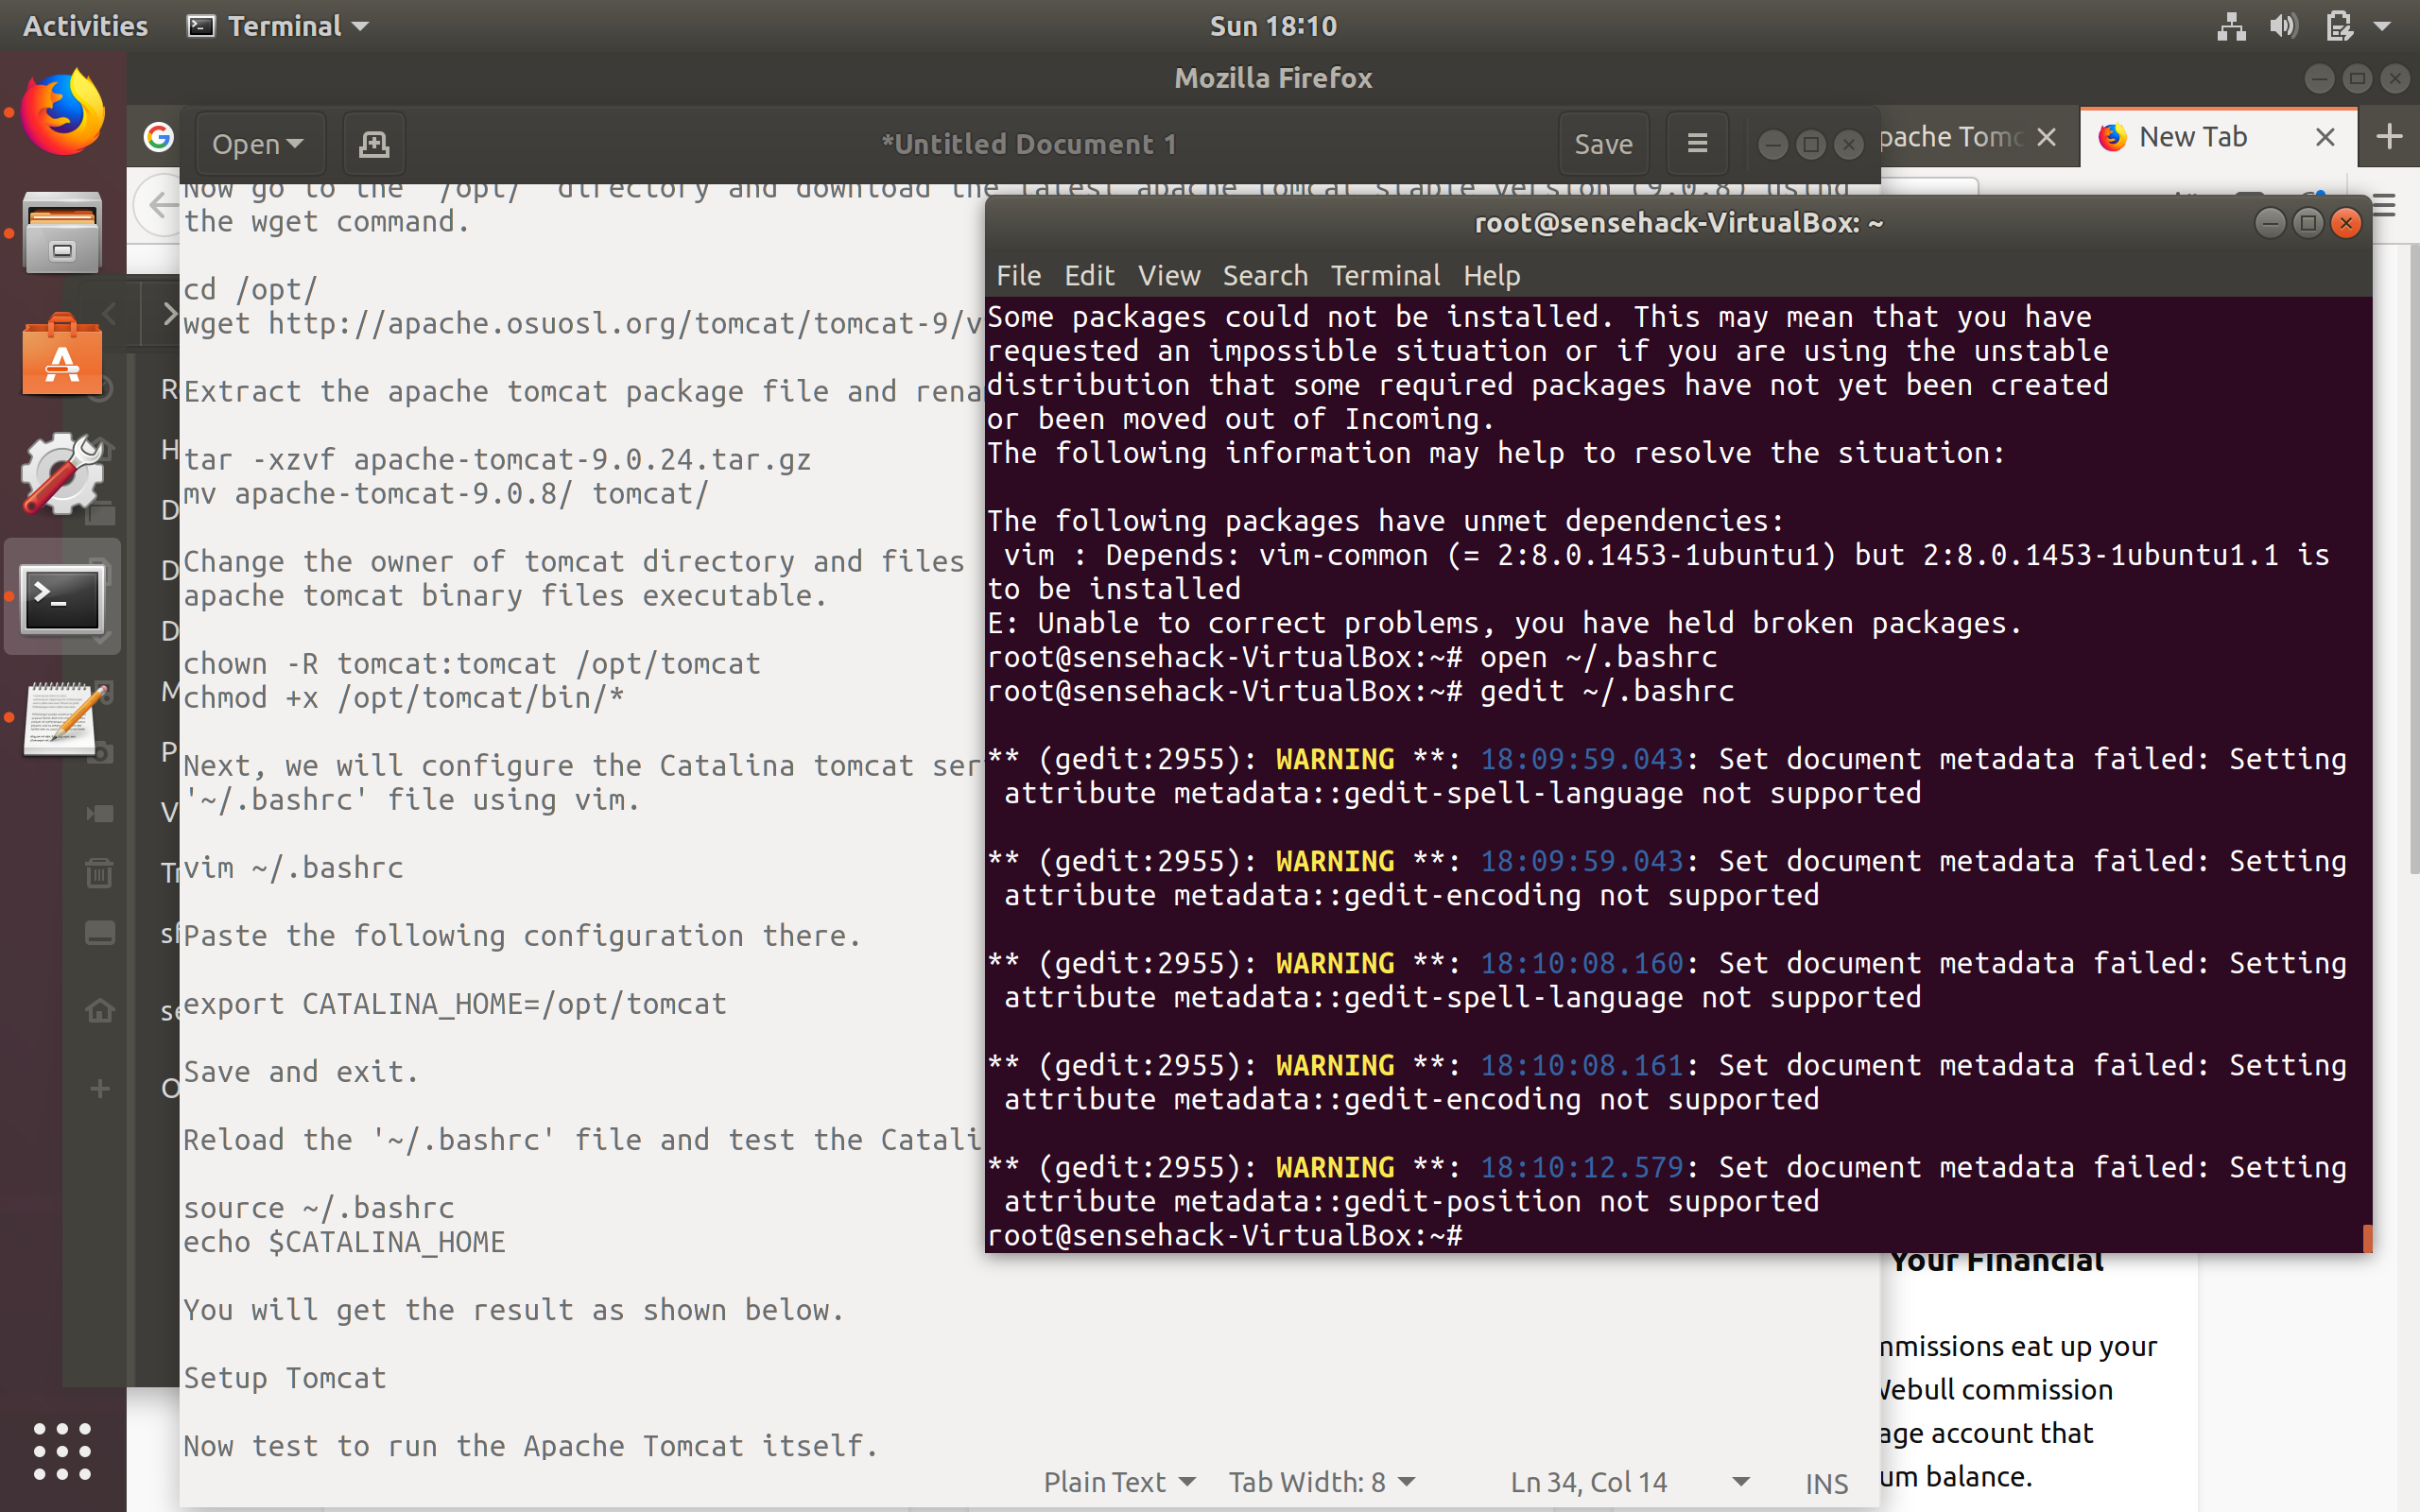 Activities
Terminal
Sun 18:10
Mozilla Firefox
Open
*Untitled Document 1
Save
New Tab
Now go to the '/opt/' directory and download the latest apache tomcat stable version (9.0.8) using
the wget command.
cd /opt/
wget http://apache.osuosl.org/tomcat/tomcat-9/v
Extract the apache tomcat package file and
tar -xzvf apache-tomcat-9.0.24.tar.gz
mv apache-tomcat-9.0.8/ tomcat/
Change the owner of tomcat directory and files
apache tomcat binary files executable.
chown -R tomcat:tomcat /opt/tomcat
chmod +x /opt/tomcat/bin/*
Next, we will configure the Catalina tomcat
'~/.bashrc' file using vim.
vim ~/.bashrc
Paste the following configuration there.
export CATALINA_HOME=/opt/tomcat
Save and exit.
Reload the '~/.bashrc' file and test the
source ~/.bashrc
echo $CATALINA_HOME
You will get the result as shown below.
Setup Tomcat
Now test to run the Apache Tomcat itself.
Plain Text
Tab Width: 8
Ln 34, Col 14
INS
root@sensehack-VirtualBox: ~
File Edit View Search Terminal Help
Some packages could not be installed. This may mean that you have
requested an impossible situation or if you are using the unstable
distribution that some required packages have not yet been created
or been moved out of Incoming.
The following information may help to resolve the situation:
The following packages have unmet dependencies:
vim : Depends: vim-common (= 2:8.0.1453-1ubuntu1) but 2:8.0.1453-1ubuntu1.1 is
to be installed
E: Unable to correct problems, you have held broken packages.
root@sensehack-VirtualBox:~# open ~/.bashrc
root@sensehack-VirtualBox:~# gedit ~/.bashrc
** (gedit:2955): WARNING **: 18:09:59.043: Set document metadata failed: Setting
attribute metadata::gedit-spell-language not supported
** (gedit:2955): WARNING **: 18:09:59.043: Set document metadata failed: Setting
attribute metadata::gedit-encoding not supported
** (gedit:2955): WARNING **: 18:10:08.160: Set document metadata failed: Setting
attribute metadata::gedit-spell-language not supported
** (gedit:2955): WARNING **: 18:10:08.161: Set document metadata failed: Setting
attribute metadata::gedit-encoding not supported
** (gedit:2955): WARNING **: 18:10:12.579: Set document metadata failed: Setting
attribute metadata::gedit-position not supported
root@sensehack-VirtualBox:~#
Your Financial
eat up your
commission
account that
balance.